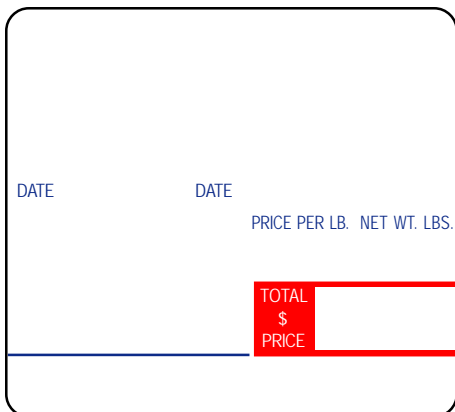 DATE DATE
PRICE PER LB. NET WT. LBS.
TOTAL
$
PRICE